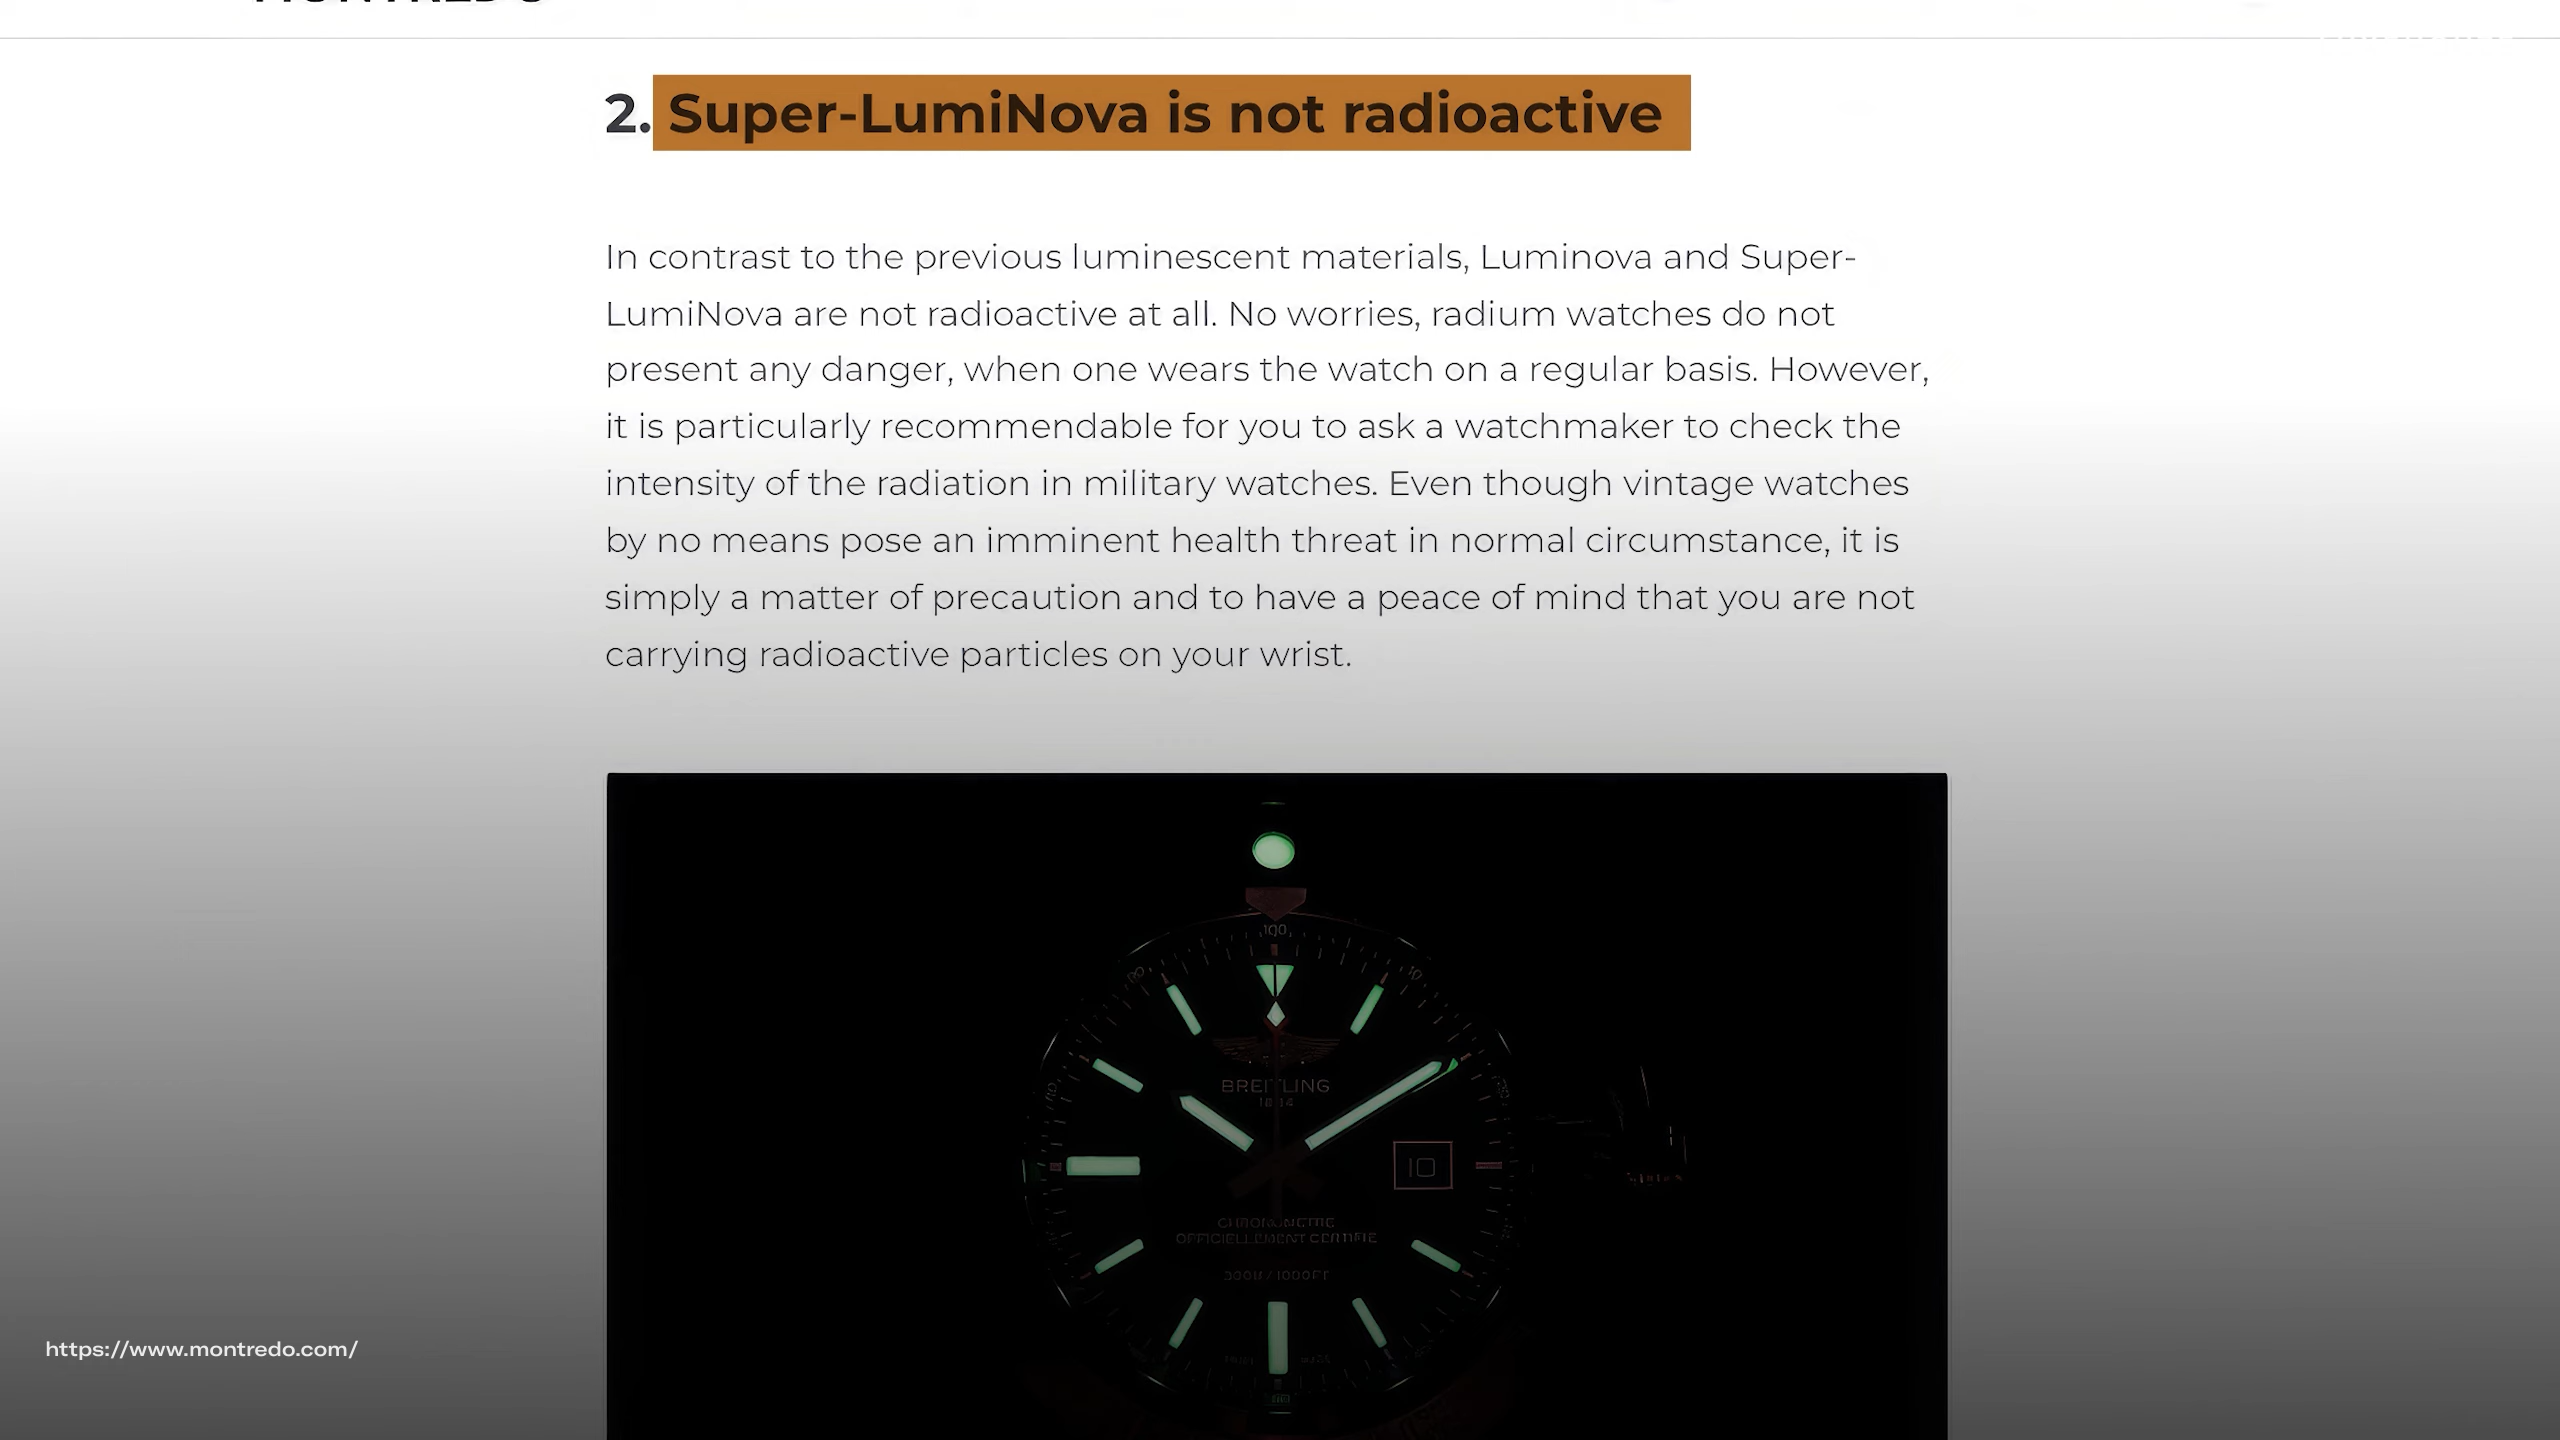 2. Super-LumiNova is not radioactive
In contrast to the previous luminescent materials, Luminova and Super-
LumiNova are not radioactive at all. No worries, radium watches do not
present any danger, when one wears the watch on a regular basis. However,
it is particularly recommendable for you to ask a watchmaker to check the
intensity of the radiation in military watches. Even though vintage watches
by no means pose an imminent health threat in normal circumstance, it is
simply a matter of precaution and to have a peace of mind that you are not
carrying radioactive particles on your wrist.
100
10
BREITLING
1884
10
CHRONOMETRE
OFFICIELLEMENT CERTIFIE
https://www.montredo.com/